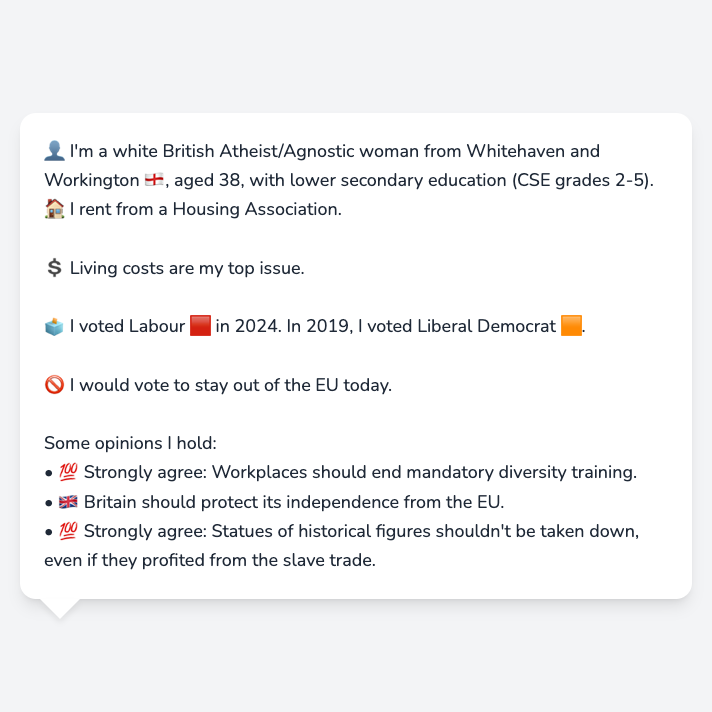 👤 I'm a white British Atheist/Agnostic woman from Whitehaven and
Workington 🏴󠁧󠁢󠁥󠁮󠁧󠁿, aged 38, with lower secondary education (CSE grades 2-5).
🏠 I rent from a Housing Association.
💲 Living costs are my top issue.
🗳️ I voted Labour 🟥 in 2024. In 2019, I voted Liberal Democrat 🟧.
🚫 I would vote to stay out of the EU today.
Some opinions I hold:
• 💯 Strongly agree: Workplaces should end mandatory diversity training.
• 🇬🇧 Britain should protect its independence from the EU.
• 💯 Strongly agree: Statues of historical figures shouldn't be taken down,
even if they profited from the slave trade.